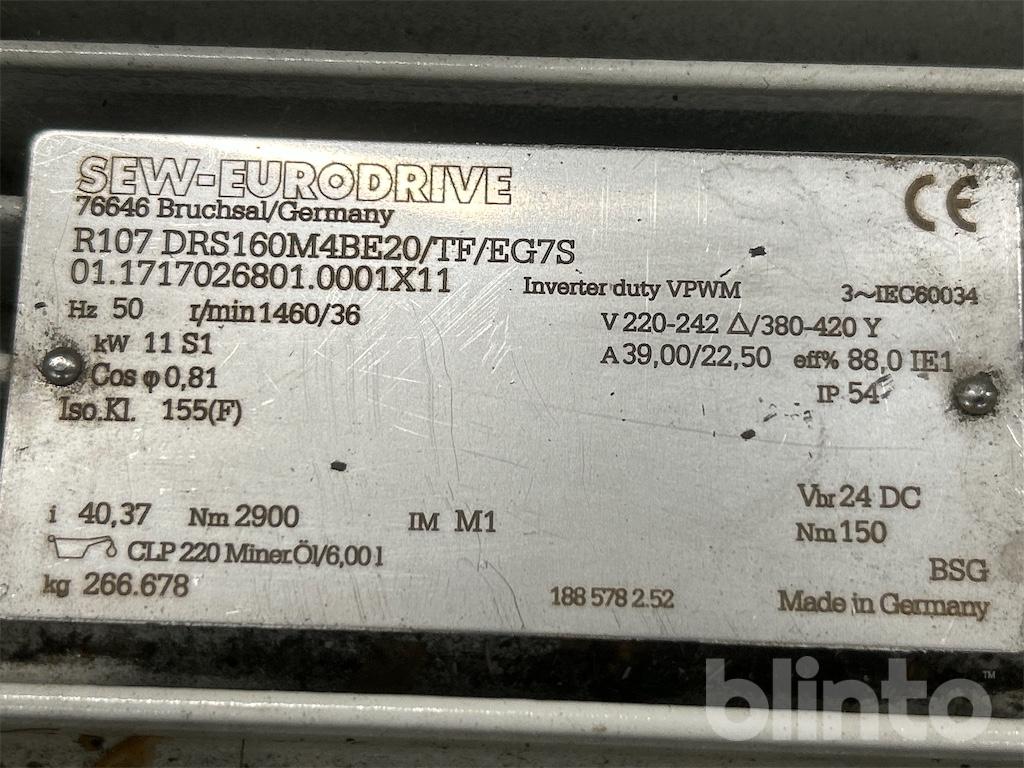 SEW-EURODRIVE
76646 Bruchsal/Germany
R107 DRS160M4BE20/TF/EG7S
01.1717026801.0001X11 Inverter duty VPWM 3~IEC60034
Hz 50 r/min 1460/36 V 220-242 △/380-420 Y
kW 11 S1 A 39,00/22,50 eff% 88,0 IE1
Cos φ 0,81 IP 54
Iso.Kl. 155(F)
Vbr 24 DC
i 40,37 Nm 2900 IM M1 Nm 150
CLP 220 Miner.Öl/6,00 l BSG
kg 266.678 188 578 2.52 Made in Germany
CE
blinto™